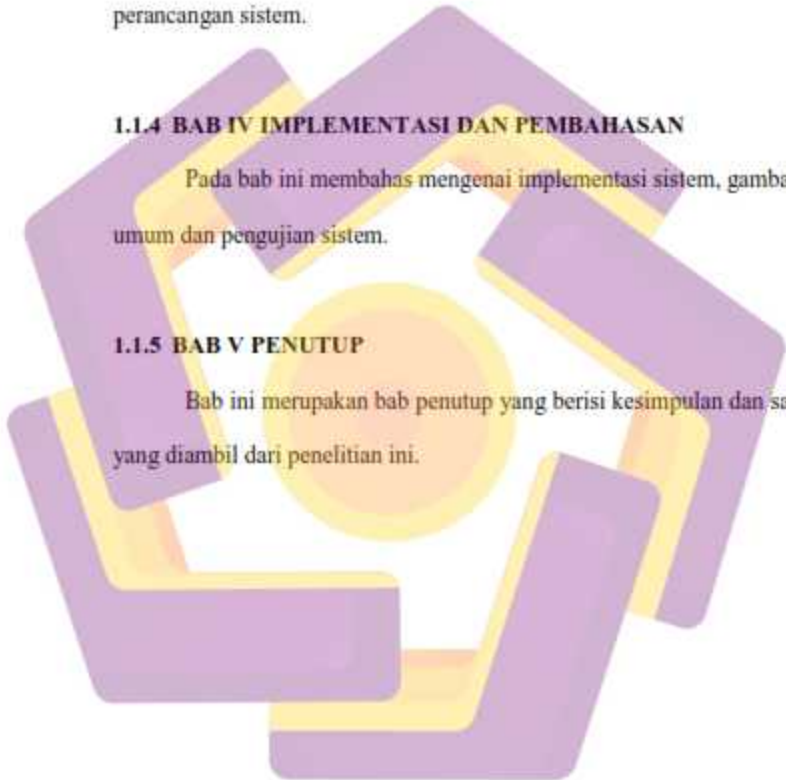 perancangan sistem.
1.1.4 BAB IV IMPLEMENTASI DAN PEMBAHASAN
Pada bab ini membahas mengenai implementasi sistem, gamba
umum dan pengujian sistem.
1.1.5 BAB V PENUTUP
Bab ini merupakan bab penutup yang berisi kesimpulan dan sa
yang diambil dari penelitian ini.